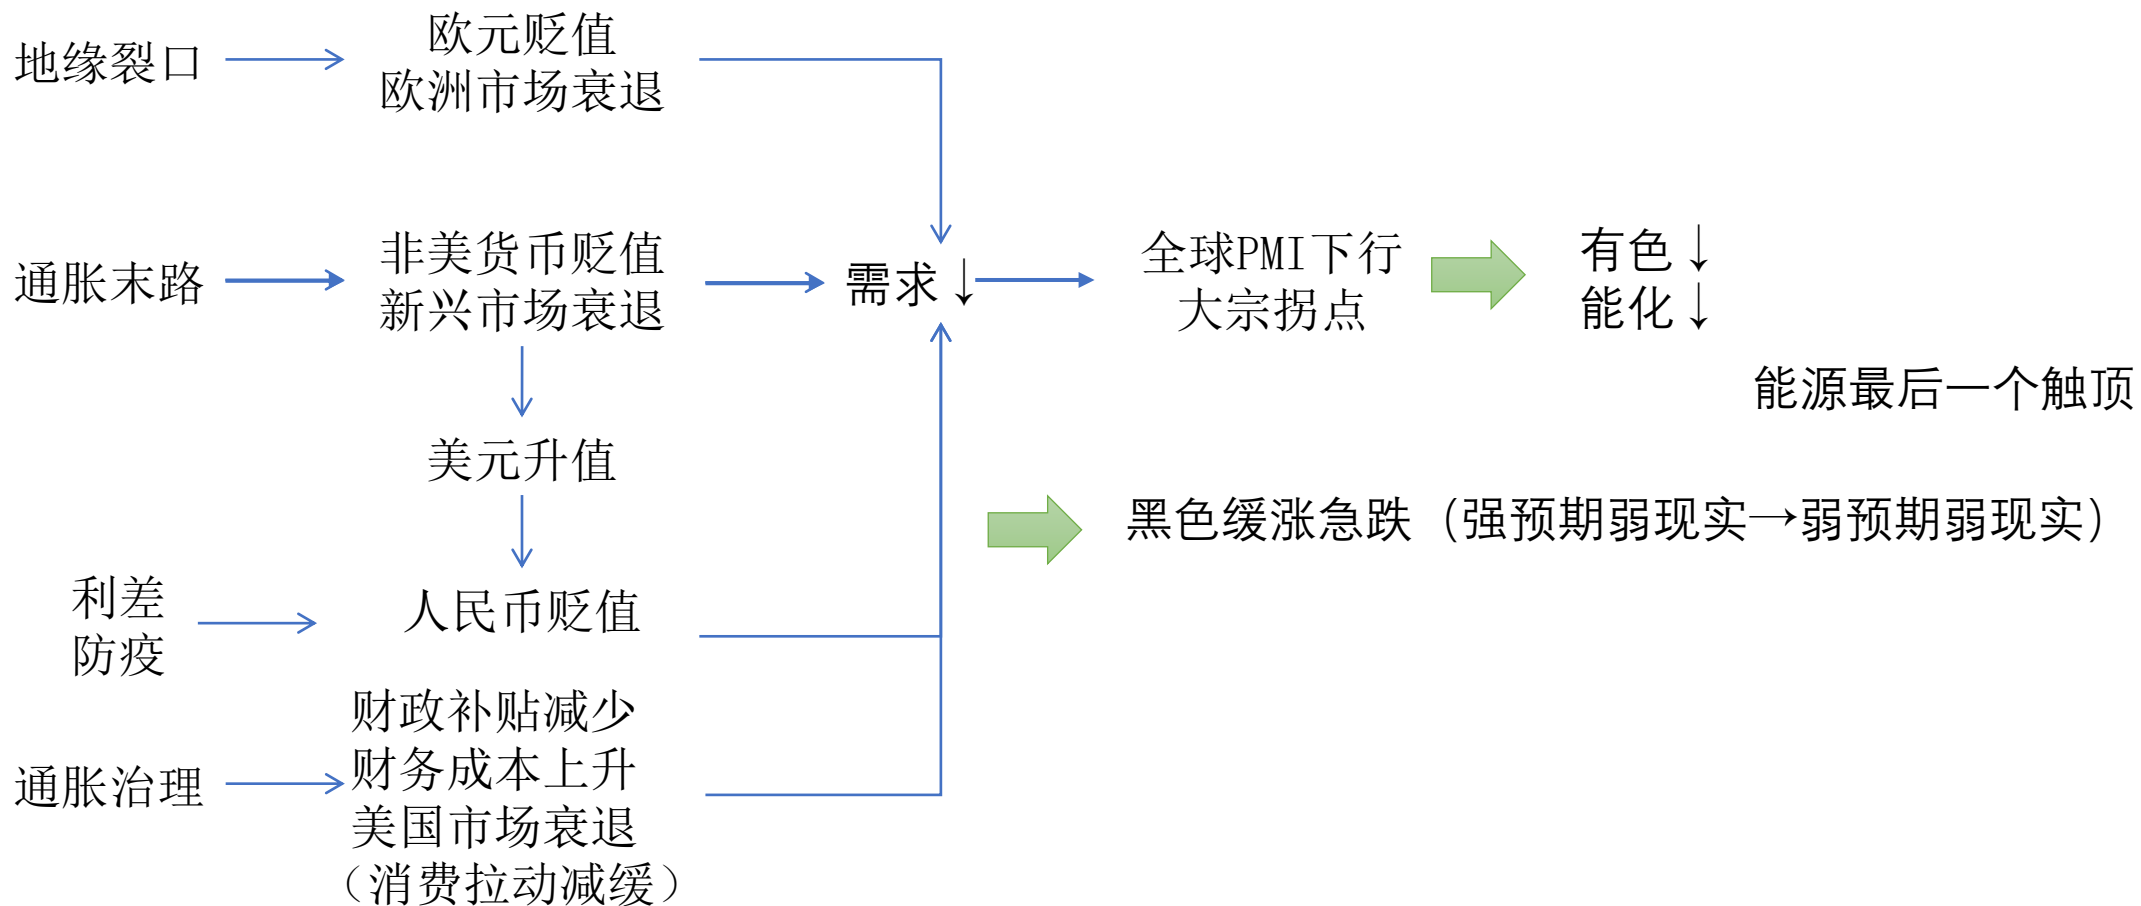 地缘裂口
欧元贬值
欧洲市场衰退
通胀末路
非美货币贬值
新兴市场衰退
需求↓
全球PMI下行
大宗拐点
有色↓
能化↓
能源最后一个触顶
美元升值
黑色缓涨急跌（强预期弱现实→弱预期弱现实）
利差
防疫
人民币贬值
通胀治理
财政补贴减少
财务成本上升
美国市场衰退
（消费拉动减缓）